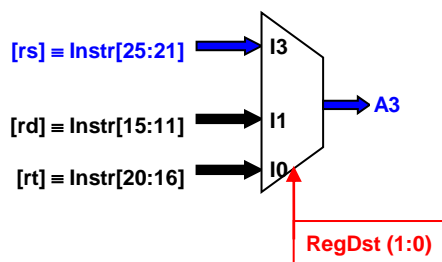 [rs] ≡ Instr[25:21]
I3
A3
[rd] ≡ Instr[15:11]
I1
[rt] ≡ Instr[20:16]
I0
RegDst (1:0)